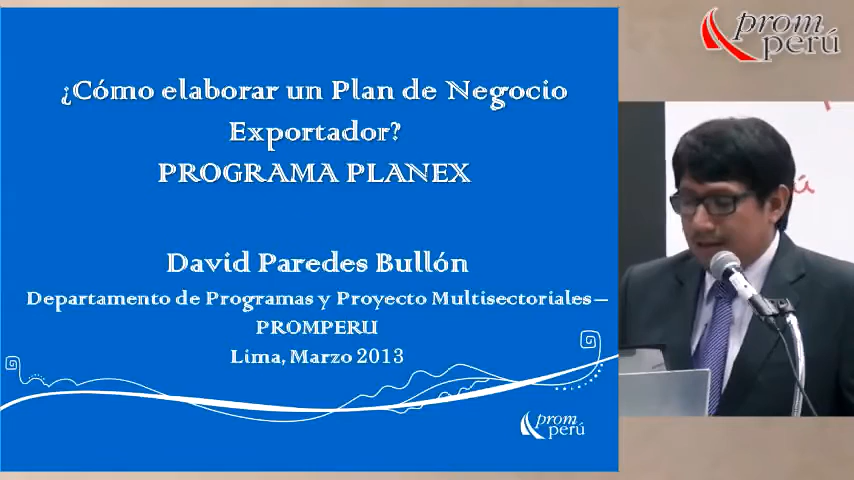 ¿Cómo elaborar un Plan de Negocio
Exportador?
PROGRAMA PLANEX
David Paredes Bullón
Departamento de Programas y Proyecto Multisectoriales –
PROMPERU
Lima, Marzo 2013
prom
perú
prom
perú